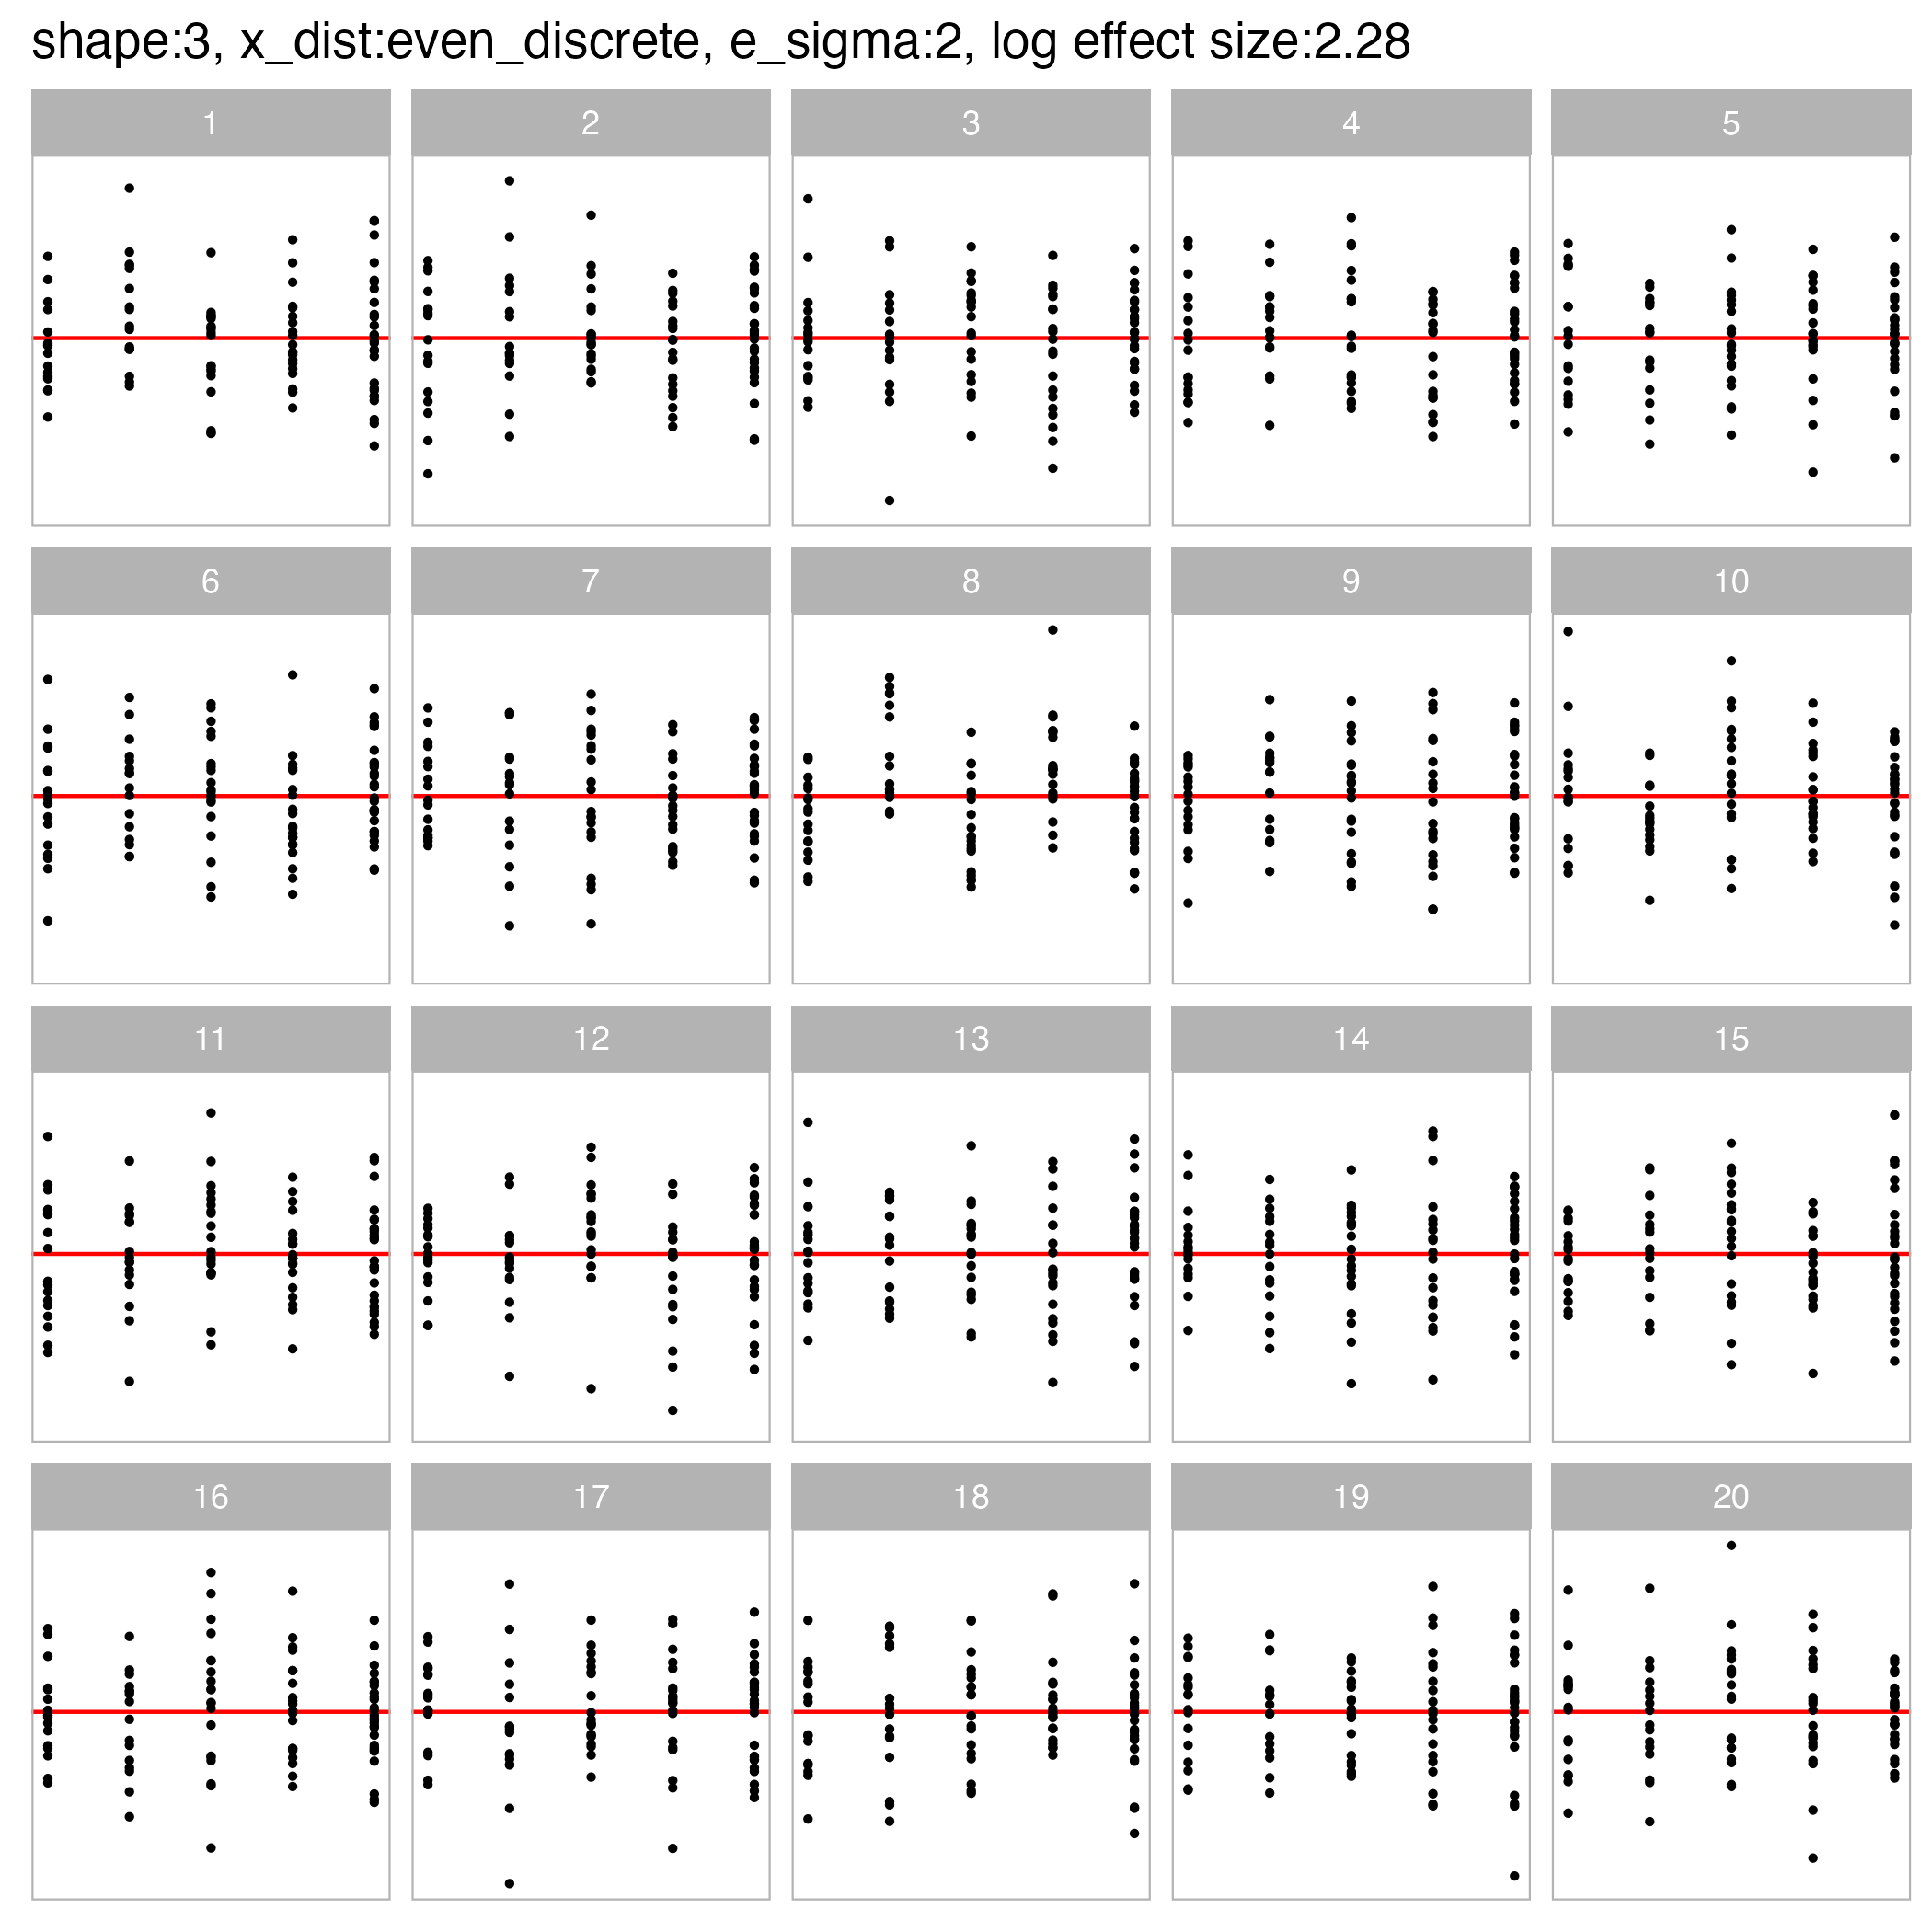 shape:3, x_dist:even_discrete, e_sigma:2, log effect size:2.28
1 2 3 4 5
6 7 8 9 10
11 12 13 14 15
16 17 18 19 20